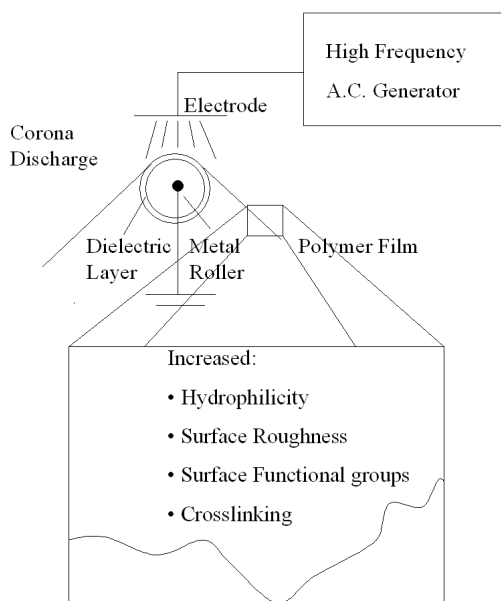 High Frequency
A.C. Generator
Electrode
Corona
Discharge
Dielectric
Layer
Metal
Roller
Polymer Film
Increased:
• Hydrophilicity
• Surface Roughness
• Surface Functional groups
• Crosslinking